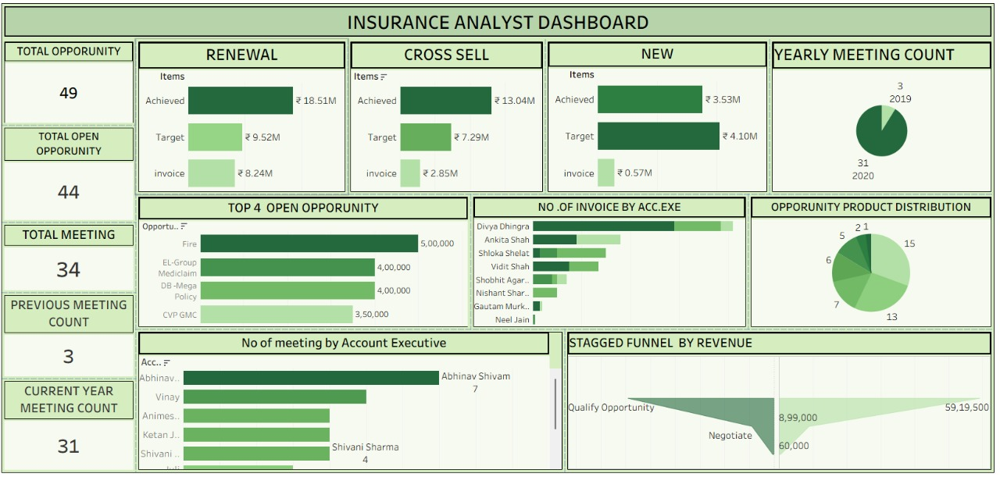 INSURANCE ANALYST DASHBOARD
TOTAL OPPORUNITY
49
TOTAL OPEN
OPPORUNITY
44
TOTAL MEETING
34
PREVIOUS MEETING
COUNT
3
CURRENT YEAR
MEETING COUNT
31
RENEWAL
Items
Achieved ₹ 18.51M
Target ₹ 9.52M
invoice ₹ 8.24M
CROSS SELL
Items
Achieved ₹ 13.04M
Target ₹ 7.29M
invoice ₹ 2.85M
NEW
Items
Achieved ₹ 3.53M
Target ₹ 4.10M
invoice ₹ 0.57M
YEARLY MEETING COUNT
3
2019
31
2020
TOP 4 OPEN OPPORUNITY
Opportu..
Fire 5,00,000
EL-Group
Mediclaim
4,00,000
DB -Mega
Policy
4,00,000
CVP GMC 3,50,000
NO .OF INVOICE BY ACC.EXE
Divya Dhingra
Ankita Shah
Shloka Shelat
Vidit Shah
Shobhit Agar..
Nishant Shar..
Gautam Murk..
Neel Jain
OPPORUNITY PRODUCT DISTRIBUTION
2 1
5
15
6
7
13
No of meeting by Account Executive
Acc..
Abhinav.. Abhinav Shivam
7
Vinay
Animes..
Ketan J..
Shivani .. Shivani Sharma
4
STAGGED FUNNEL BY REVENUE
Qualify Opportunity 59,19,500
8,99,000
Negotiate
60,000